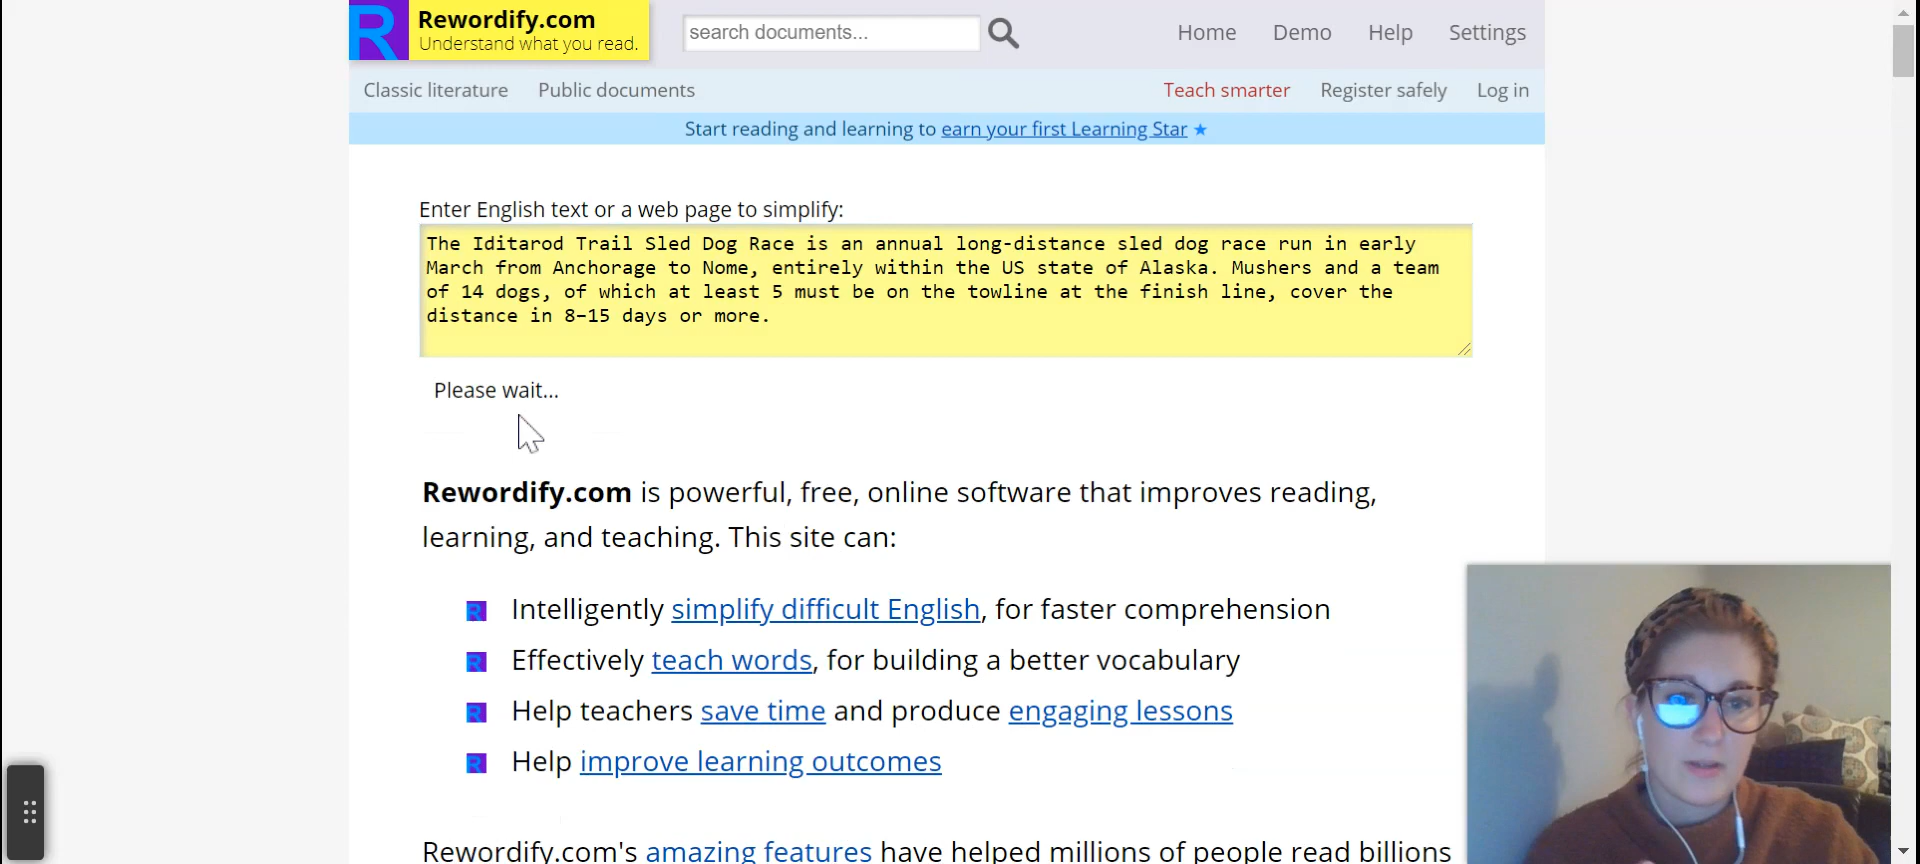 Rewordify.com
Understand what you read.
search documents...
Home Demo Help Settings
Classic literature Public documents
Teach smarter Register safely Log in
Start reading and learning to earn your first Learning Star ★
Enter English text or a web page to simplify:
The Iditarod Trail Sled Dog Race is an annual long-distance sled dog race run in early
March from Anchorage to Nome, entirely within the US state of Alaska. Mushers and a team
of 14 dogs, of which at least 5 must be on the towline at the finish line, cover the
distance in 8–15 days or more.
Please wait...
Rewordify.com is powerful, free, online software that improves reading,
learning, and teaching. This site can:
R Intelligently simplify difficult English, for faster comprehension
R Effectively teach words, for building a better vocabulary
R Help teachers save time and produce engaging lessons
R Help improve learning outcomes
Rewordify.com's amazing features have helped millions of people read billions